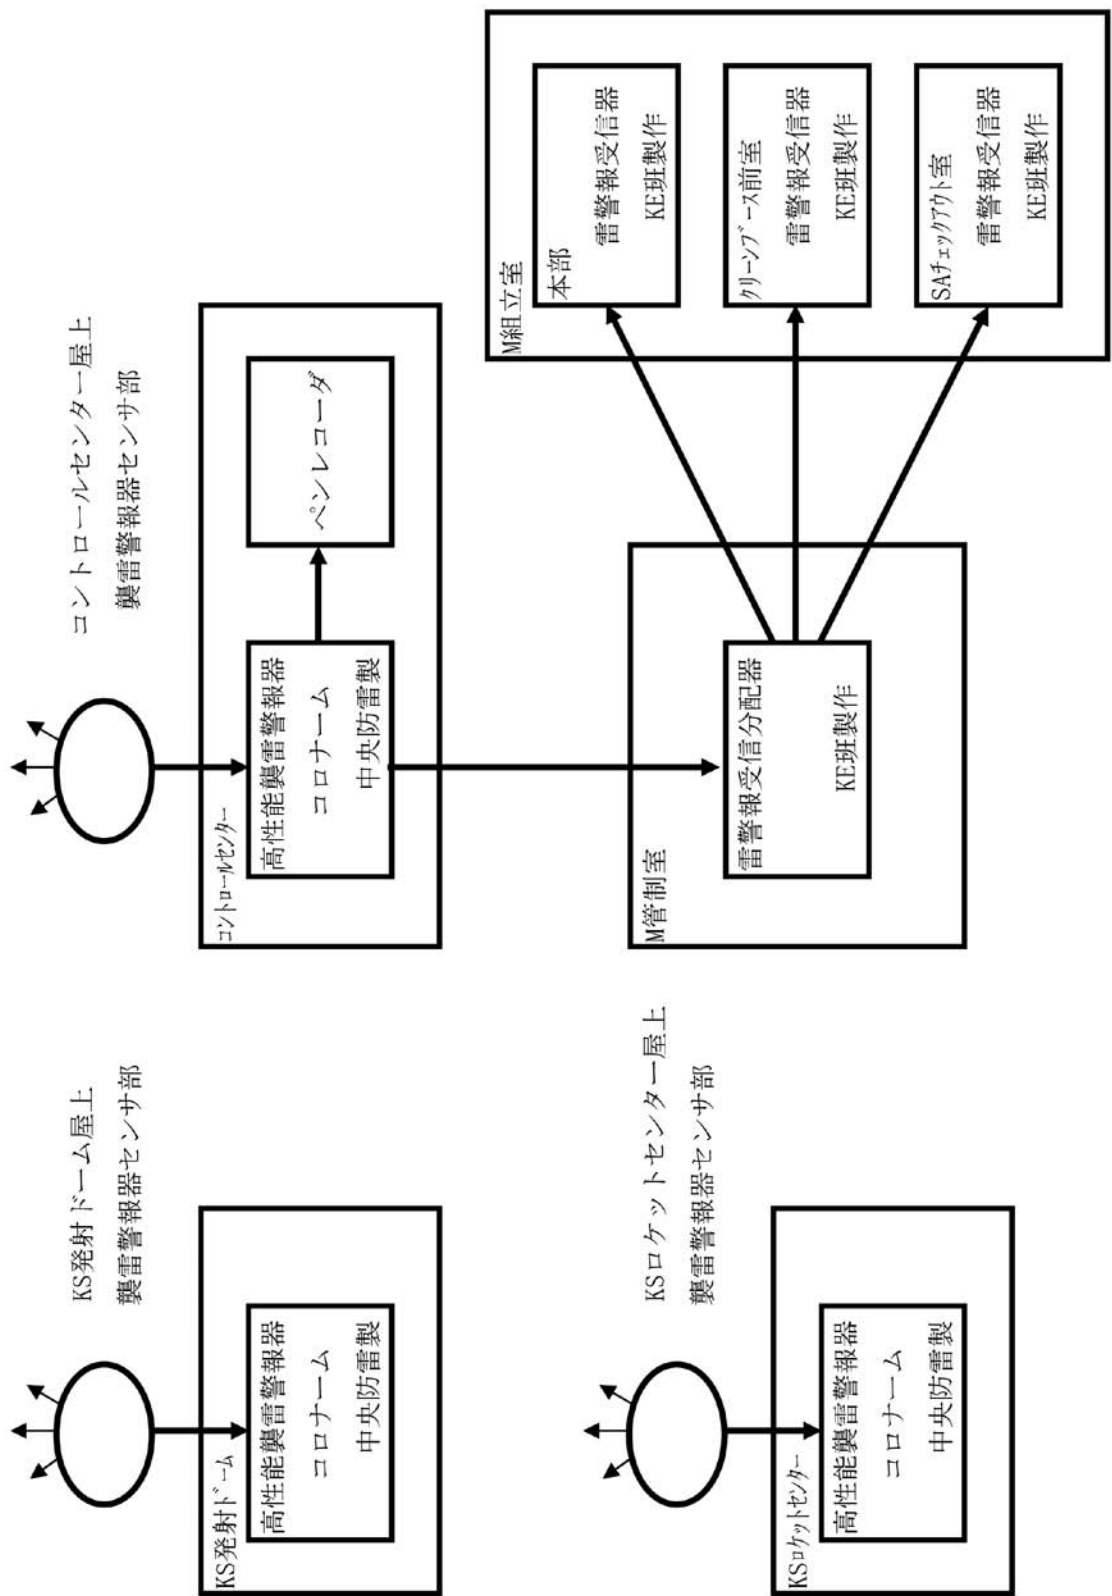 KS発射ドーム屋上
襲雷警報器センサ部
KS発射ドーム
高性能襲雷警報器
コロナーム
中央防雷製
コントロールセンター屋上
襲雷警報器センサ部
コントロールセンター
高性能襲雷警報器
コロナーム
中央防雷製
ペンレコーダ
KSロケットセンター屋上
襲雷警報器センサ部
KSロケットセンター
高性能襲雷警報器
コロナーム
中央防雷製
M管制室
雷警報受信分配器
KE班製作
M組立室
本部
雷警報受信器
KE班製作
クリーンブース前室
雷警報受信器
KE班製作
SAチェックアウト室
雷警報受信器
KE班製作